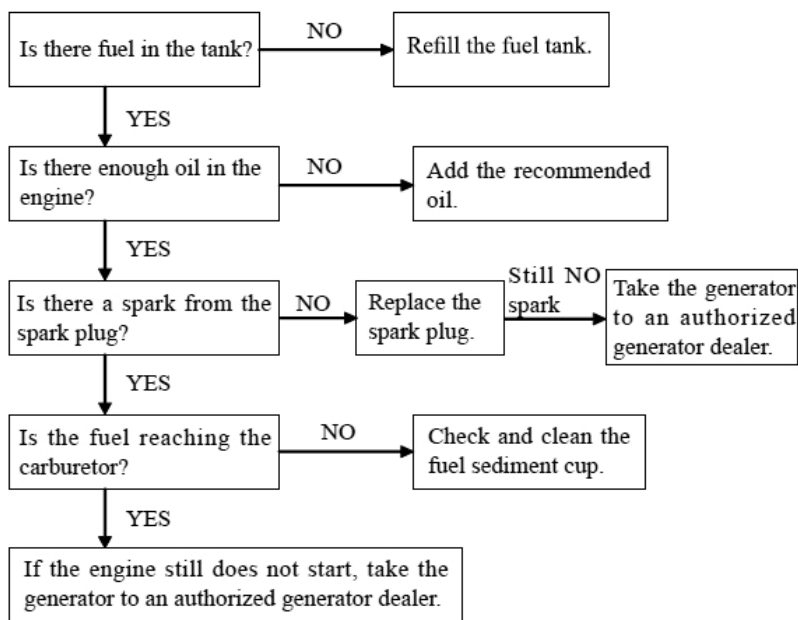 Is there fuel in the tank?
NO
Refill the fuel tank.
YES
Is there enough oil in the
engine?
NO
Add the recommended
oil.
YES
Is there a spark from the
spark plug?
NO
Replace the
spark plug.
Still NO
spark
Take the generator
to an authorized
generator dealer.
YES
Is the fuel reaching the
carburetor?
NO
Check and clean the
fuel sediment cup.
YES
If the engine still does not start, take the
generator to an authorized generator dealer.